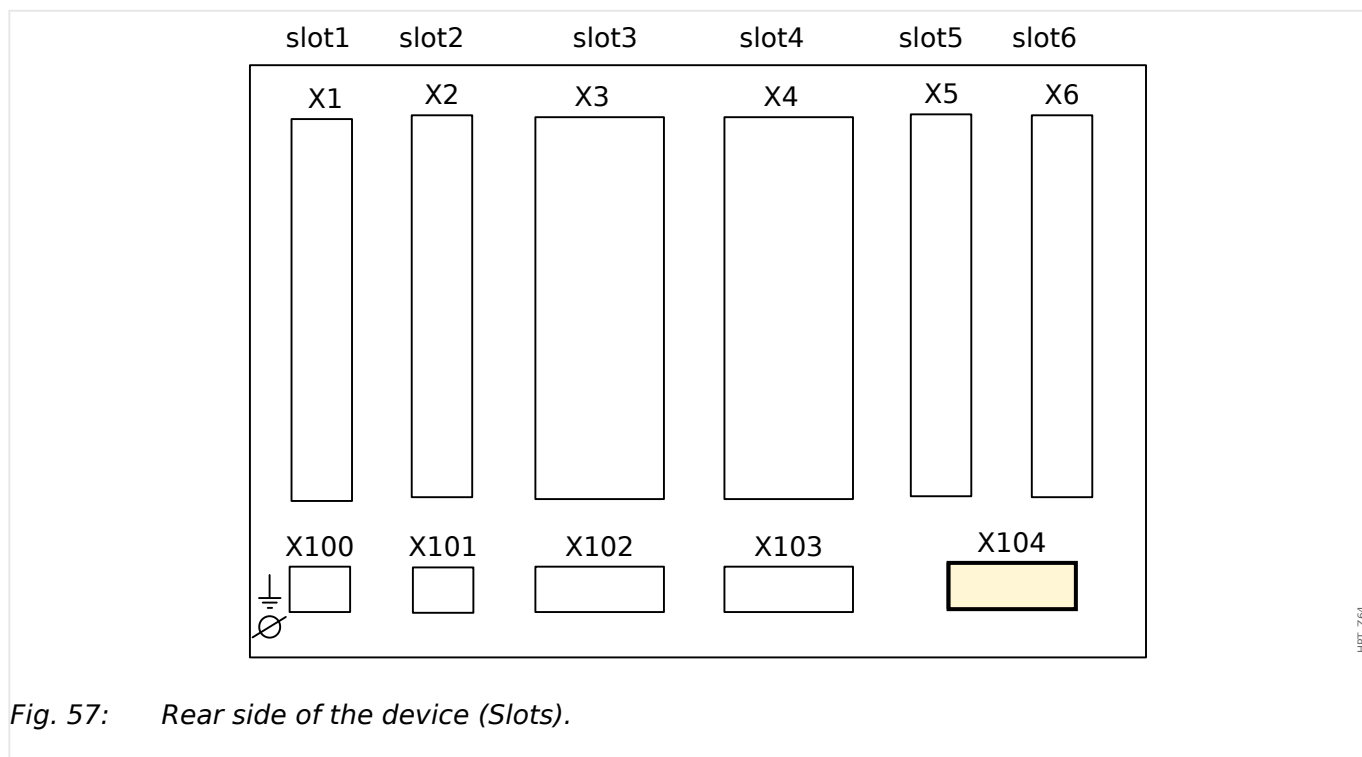 slot1 slot2 slot3 slot4 slot5 slot6
X1 X2 X3 X4 X5 X6
X100 X101 X102 X103 X104
Fig. 57: Rear side of the device (Slots).